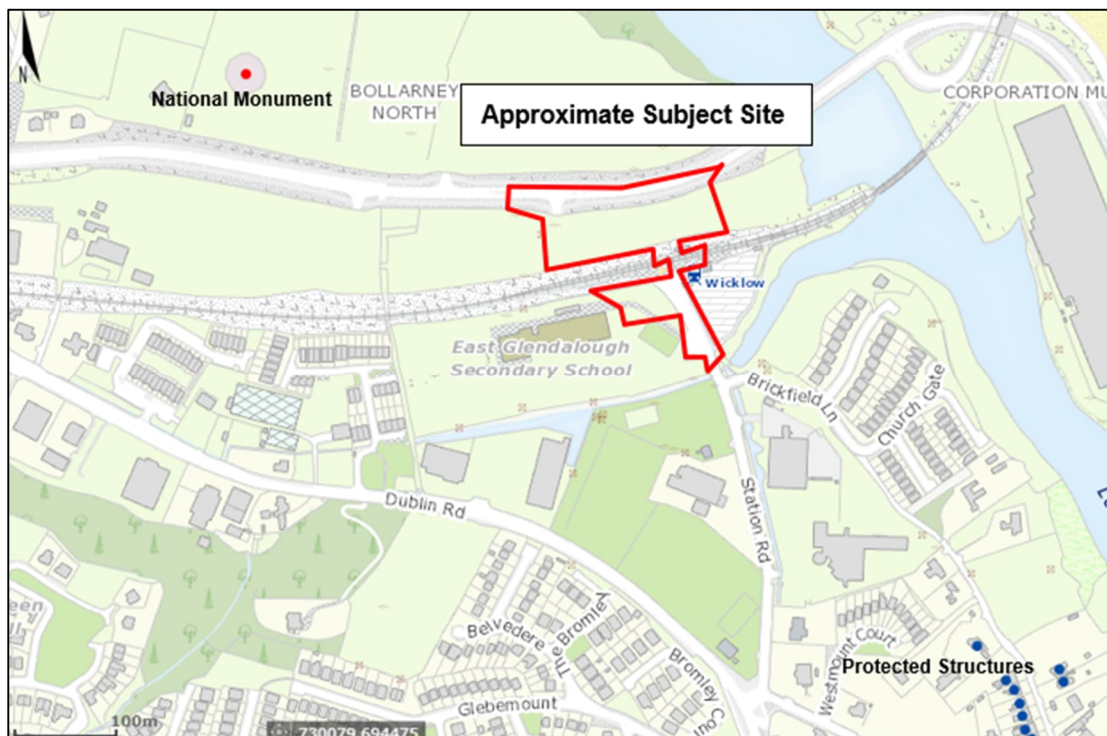 N
National Monument
BOLLARNEY
NORTH
Approximate Subject Site
CORPORATION MU
Wicklow
East Glendalough
Secondary School
Brickfield Ln
Church Gate
Station Rd
Dublin Rd
Belvedere
The Bromley
Bromley
Glebemount
Westmount Court
Protected Structures
een
100m
730079 694475